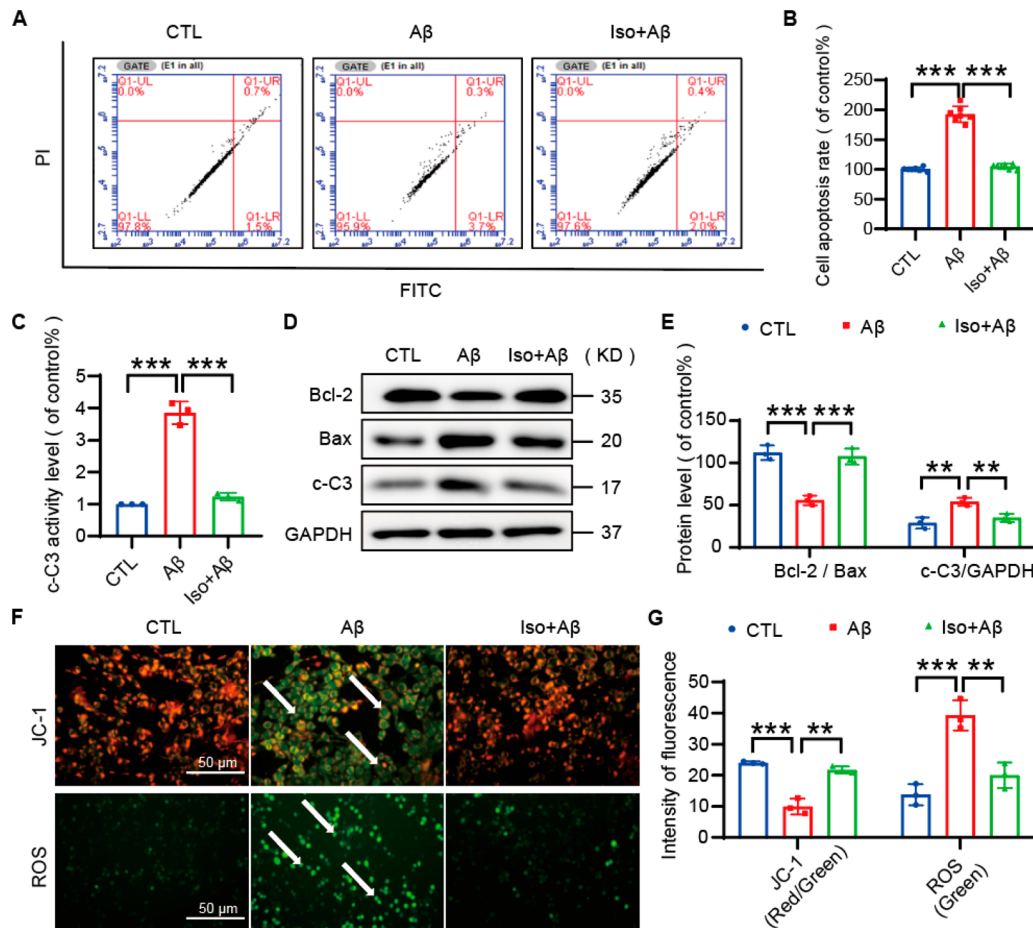 A
CTL
Aβ
Iso+Aβ
GATE (E1 in all)
Q1-UL
0.0%
Q1-UR
0.7%
Q1-LL
97.8%
Q1-LR
1.5%
GATE (E1 in all)
Q1-UL
0.0%
Q1-UR
0.3%
Q1-LL
95.9%
Q1-LR
3.7%
GATE (E1 in all)
Q1-UL
0.0%
Q1-UR
0.4%
Q1-LL
97.6%
Q1-LR
2.0%
PI
FITC
B
Cell apoptosis rate ( of control%)
250
200
150
100
50
0
*** ***
CTL
Aβ
Iso+Aβ
C
c-C3 activity level ( of control%)
5
4
3
2
1
0
*** ***
CTL
Aβ
Iso+Aβ
D
CTL Aβ Iso+Aβ ( KD)
Bcl-2 35
Bax 20
c-C3 17
GAPDH 37
E
CTL Aβ Iso+Aβ
Protein level ( of control%)
150
100
50
0
*** ***
** **
Bcl-2 / Bax c-C3/GAPDH
F
CTL Aβ Iso+Aβ
JC-1
50 μm
ROS
50 μm
G
CTL Aβ Iso+Aβ
Intensity of fluorescence
50
40
30
20
10
0
*** **
*** **
JC-1
(Red/Green)
ROS
(Green)